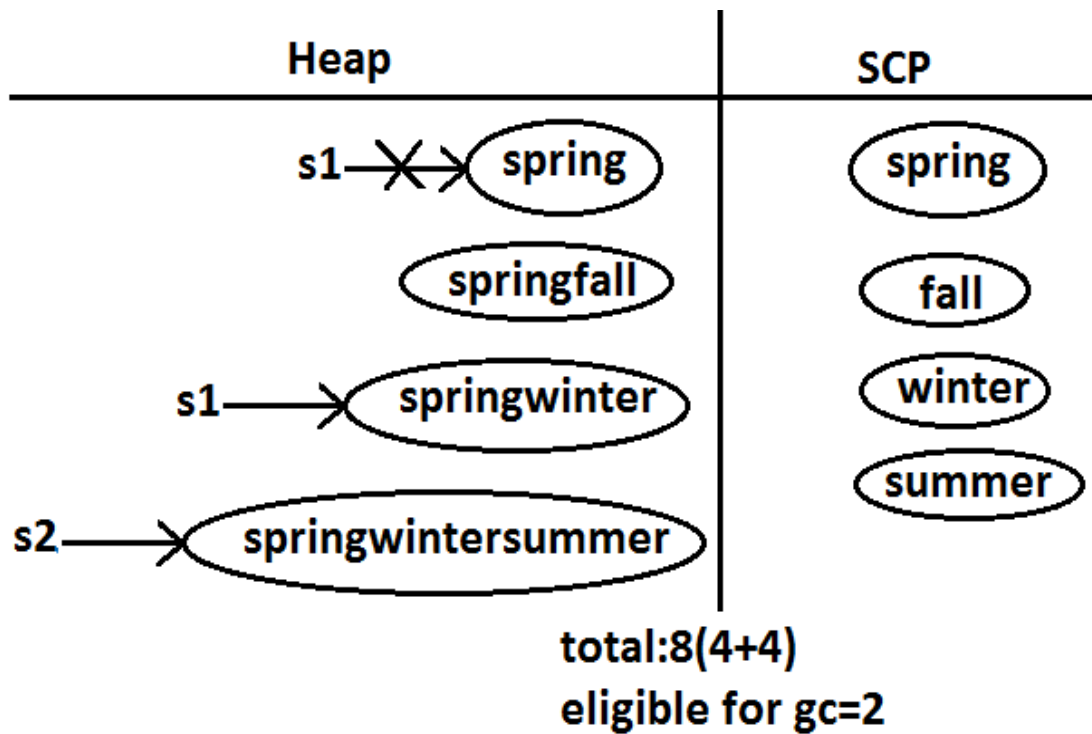 Heap SCP
s1 spring spring
springfall fall
s1 springwinter winter
summer
s2 springwintersummer
total:8(4+4)
eligible for gc=2